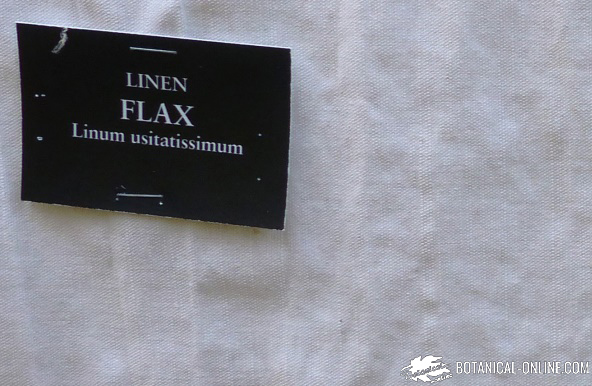 LINEN
FLAX
Linum usitatissimum
BOTANICAL-ONLINE.COM